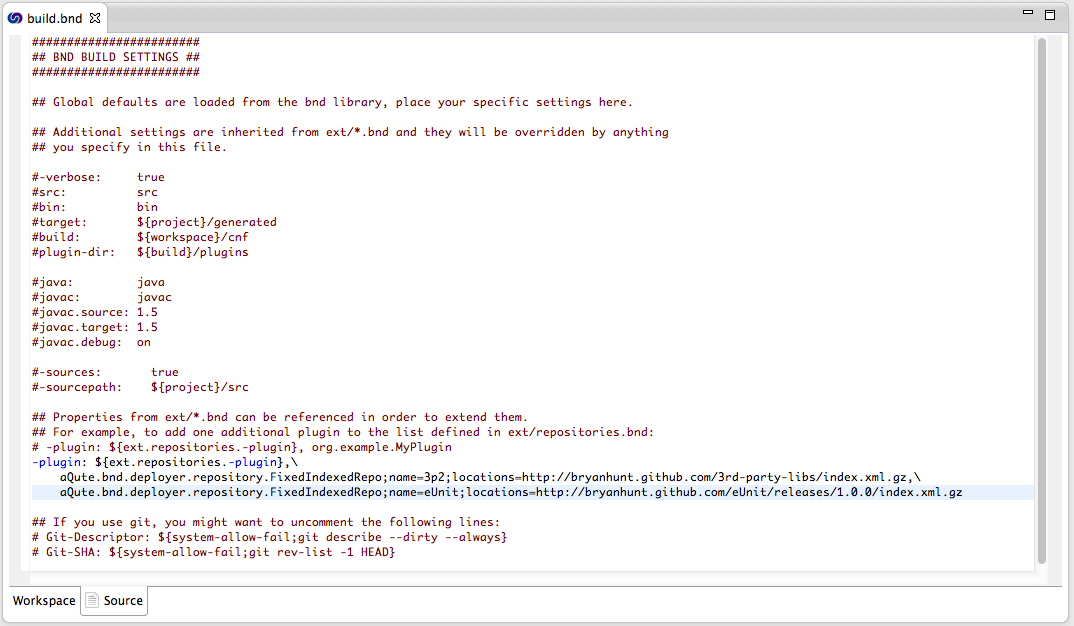 build.bnd
########################
## BND BUILD SETTINGS ##
########################
## Global defaults are loaded from the bnd library, place your specific settings here.
## Additional settings are inherited from ext/*.bnd and they will be overridden by anything
## you specify in this file.
#-verbose:     true
#src:          src
#bin:          bin
#target:       ${project}/generated
#build:        ${workspace}/cnf
#plugin-dir:   ${build}/plugins
#java:         java
#javac:        javac
#javac.source: 1.5
#javac.target: 1.5
#javac.debug:  on
#-sources:       true
#-sourcepath:    ${project}/src
## Properties from ext/*.bnd can be referenced in order to extend them.
## For example, to add one additional plugin to the list defined in ext/repositories.bnd:
# -plugin: ${ext.repositories.-plugin}, org.example.MyPlugin
-plugin: ${ext.repositories.-plugin},\
    aQute.bnd.deployer.repository.FixedIndexedRepo;name=3p2;locations=http://bryanhunt.github.com/3rd-party-libs/index.xml.gz,\
    aQute.bnd.deployer.repository.FixedIndexedRepo;name=eUnit;locations=http://bryanhunt.github.com/eUnit/releases/1.0.0/index.xml.gz
## If you use git, you might want to uncomment the following lines:
# Git-Descriptor: ${system-allow-fail;git describe --dirty --always}
# Git-SHA: ${system-allow-fail;git rev-list -1 HEAD}
Workspace Source